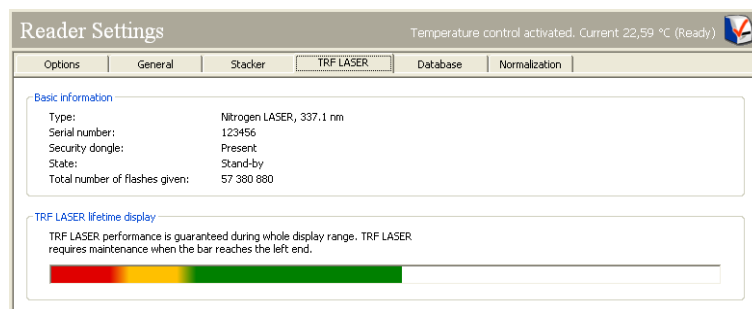 Reader Settings
Temperature control activated. Current 22,59 °C (Ready)
Options General Stacker TRF LASER Database Normalization
Basic information
Type: Nitrogen LASER, 337.1 nm
Serial number: 123456
Security dongle: Present
State: Stand-by
Total number of flashes given: 57 380 880
TRF LASER lifetime display
TRF LASER performance is guaranteed during whole display range. TRF LASER
requires maintenance when the bar reaches the left end.